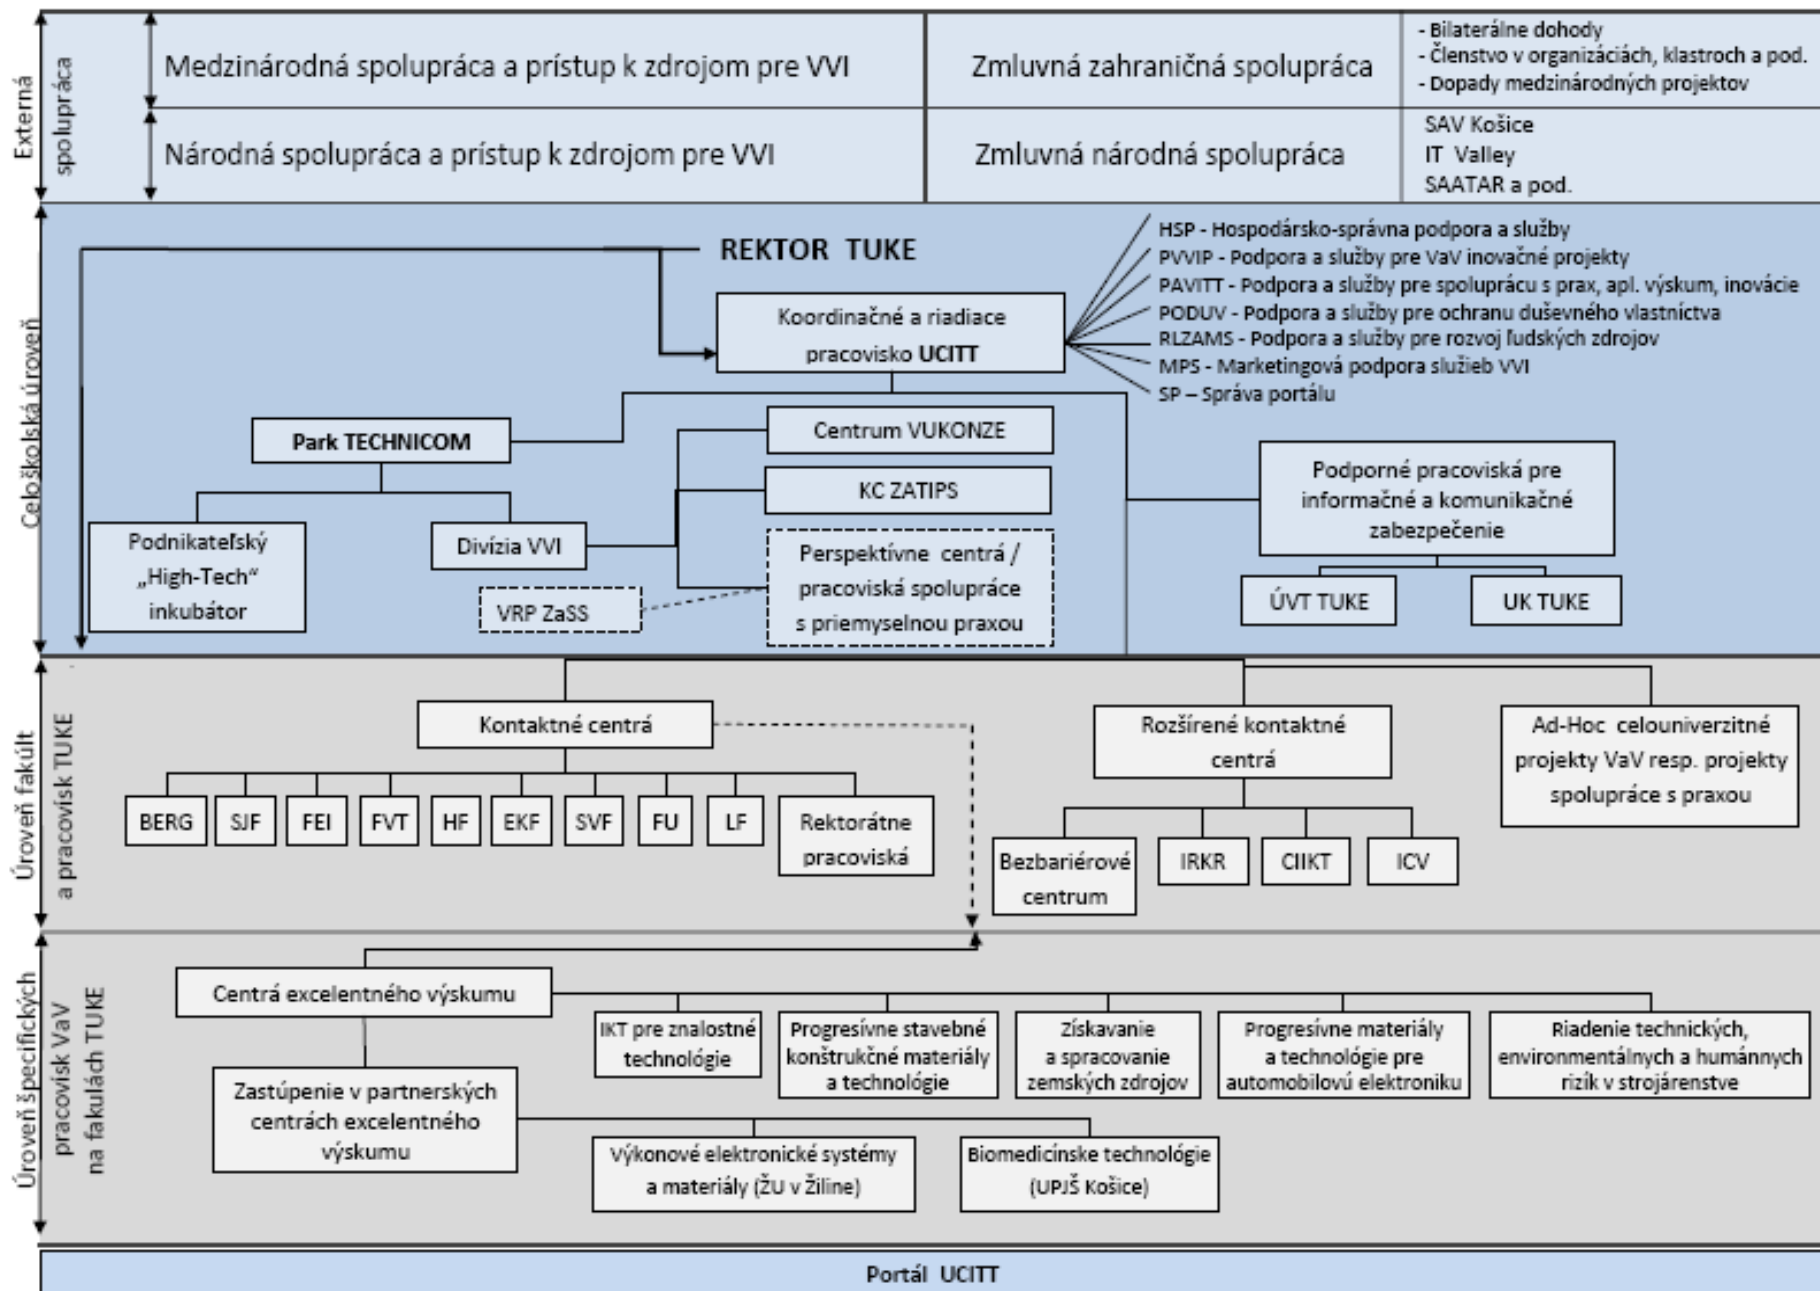 Externá
spolupráca
Medzinárodná spolupráca a prístup k zdrojom pre VVI
Zmluvná zahraničná spolupráca
- Bilaterálne dohody
- Členstvo v organizáciách, klastroch a pod.
- Dopady medzinárodných projektov
Národná spolupráca a prístup k zdrojom pre VVI
Zmluvná národná spolupráca
SAV Košice
IT Valley
SAATAR a pod.
Celoškolská úroveň
REKTOR TUKE
Koordinačné a riadiace
pracovisko UCITT
HSP - Hospodársko-správna podpora a služby
PVVIP - Podpora a služby pre VaV inovačné projekty
PAVITT - Podpora a služby pre spoluprácu s prax, apl. výskum, inovácie
PODUV - Podpora a služby pre ochranu duševného vlastníctva
RLZAMS - Podpora a služby pre rozvoj ľudských zdrojov
MPS - Marketingová podpora služieb VVI
SP – Správa portálu
Park TECHNICOM
Centrum VUKONZE
KC ZATIPS
Podnikateľský
„High-Tech“
inkubátor
Divízia VVI
VRP ZaSS
Perspektívne centrá /
pracoviská spolupráce
s priemyselnou praxou
Podporné pracoviská pre
informačné a komunikačné
zabezpečenie
ÚVT TUKE
UK TUKE
Úroveň fakúlt
a pracovísk TUKE
Kontaktné centrá
BERG
SJF
FEI
FVT
HF
EKF
SVF
FU
LF
Rektorátne
pracoviská
Rozšírené kontaktné
centrá
Bezbariérové
centrum
IRKR
CIIKT
ICV
Ad-Hoc celouniverzitné
projekty VaV resp. projekty
spolupráce s praxou
Úroveň špecifických
pracovísk VaV
na fakulách TUKE
Centrá excelentného výskumu
IKT pre znalostné
technológie
Progresívne stavebné
konštrukčné materiály
a technológie
Získavanie
a spracovanie
zemských zdrojov
Progresívne materiály
a technológie pre
automobilovú elektroniku
Riadenie technických,
environmentálnych a humánnych
rizík v strojárenstve
Zastúpenie v partnerských
centrách excelentného
výskumu
Výkonové elektronické systémy
a materiály (ŽU v Žiline)
Biomedicínske technológie
(UPJŠ Košice)
Portál UCITT